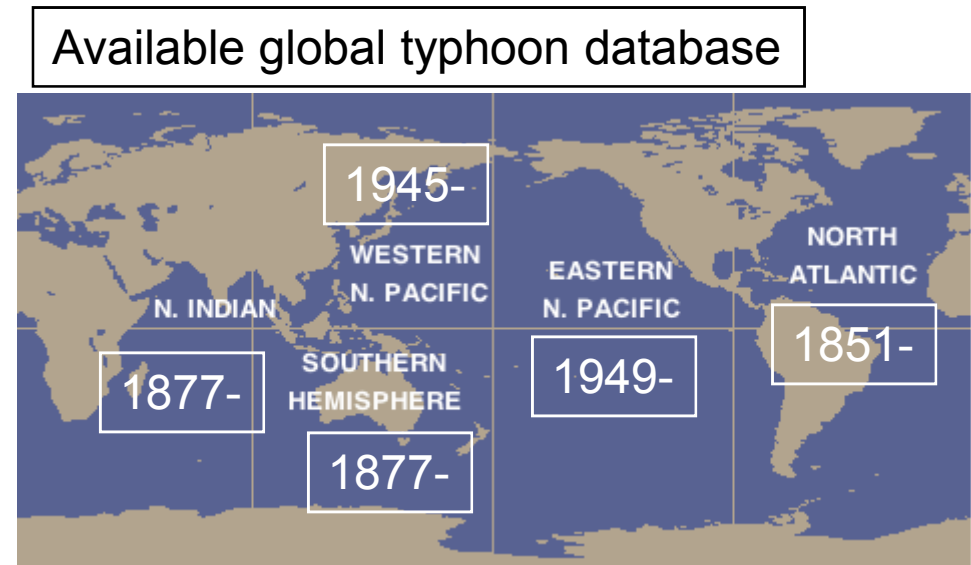 Available global typhoon database
1945-
WESTERN
N. PACIFIC
N. INDIAN
1877-
SOUTHERN
HEMISPHERE
1877-
EASTERN
N. PACIFIC
1949-
NORTH
ATLANTIC
1851-